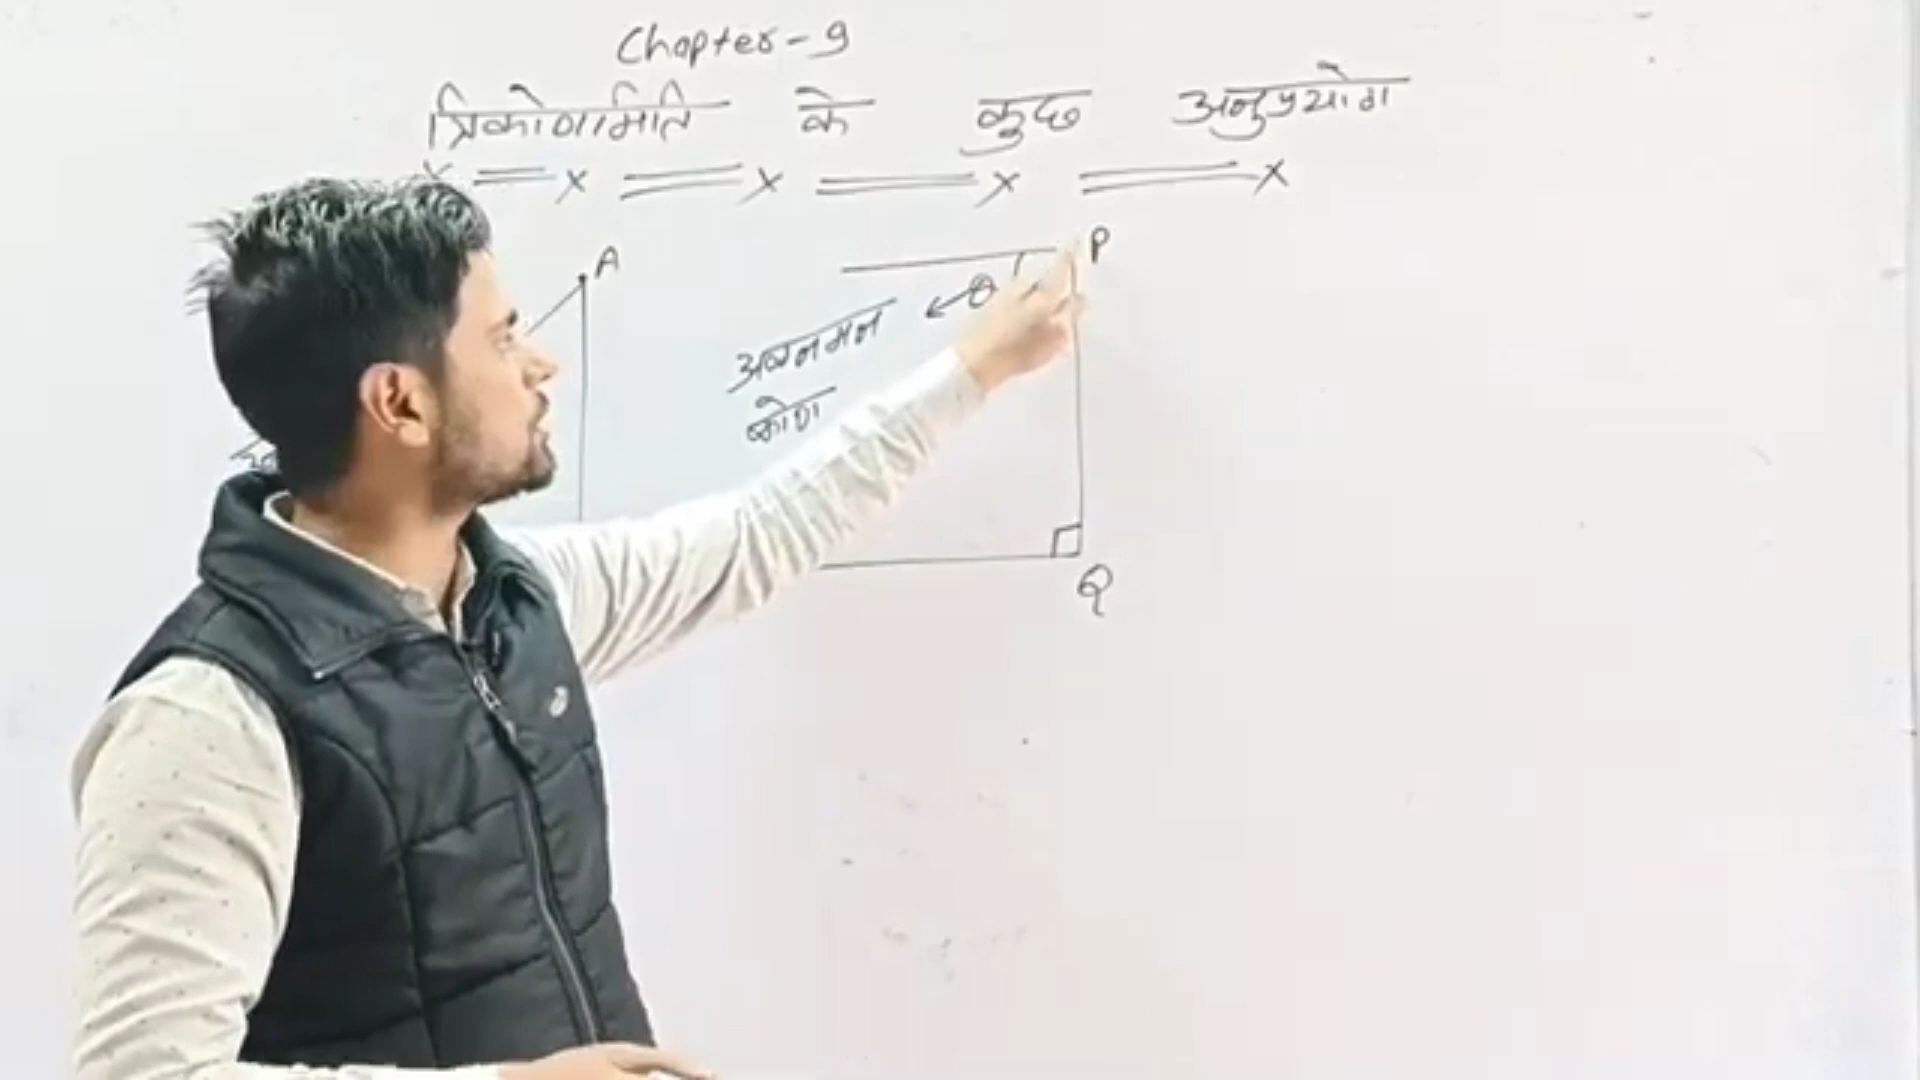 Chapter - 9
त्रिकोणमिति के कुछ अनुप्रयोग
A
P
θ
अवनमन
कोण
Q